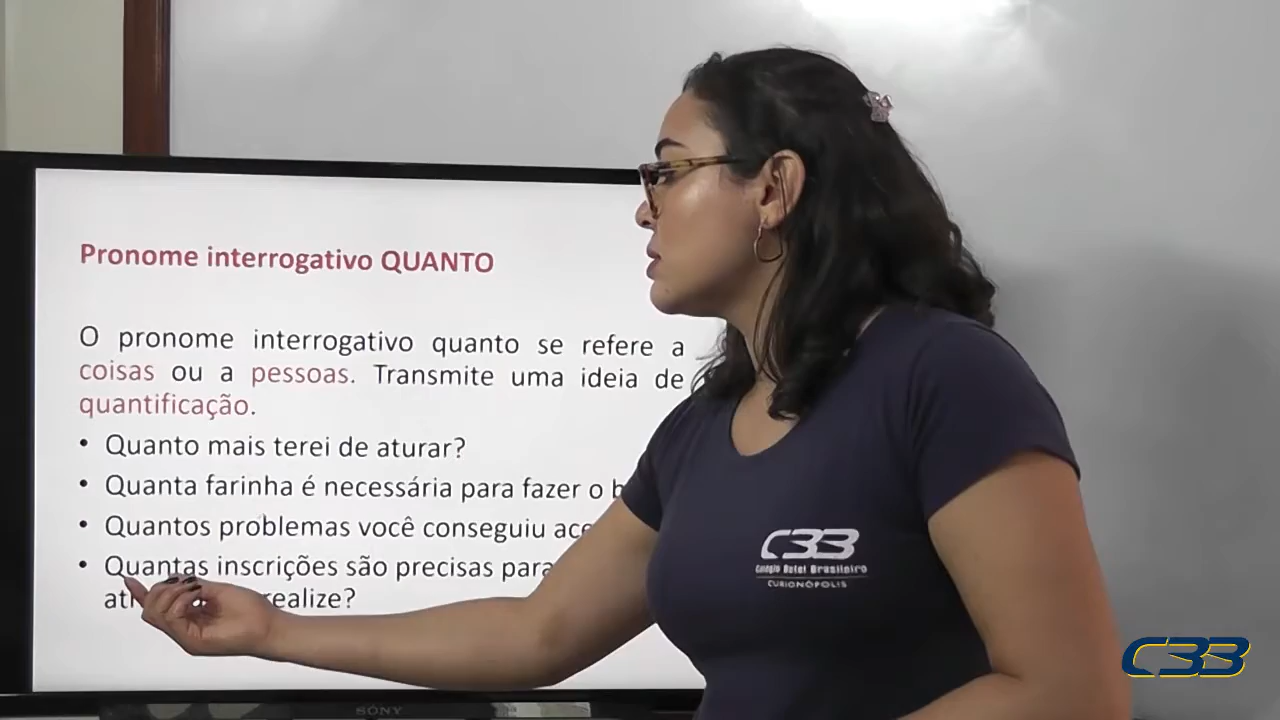 Pronome interrogativo QUANTO
O pronome interrogativo quanto se refere a
coisas ou a pessoas. Transmite uma ideia de
quantificação.
• Quanto mais terei de aturar?
• Quanta farinha é necessária para fazer o
• Quantos problemas você conseguiu
• Quantas inscrições são precisas para
realize?
SONY
CBB
Colégio Betel Brasileiro
CURIONÓPOLIS
CBB